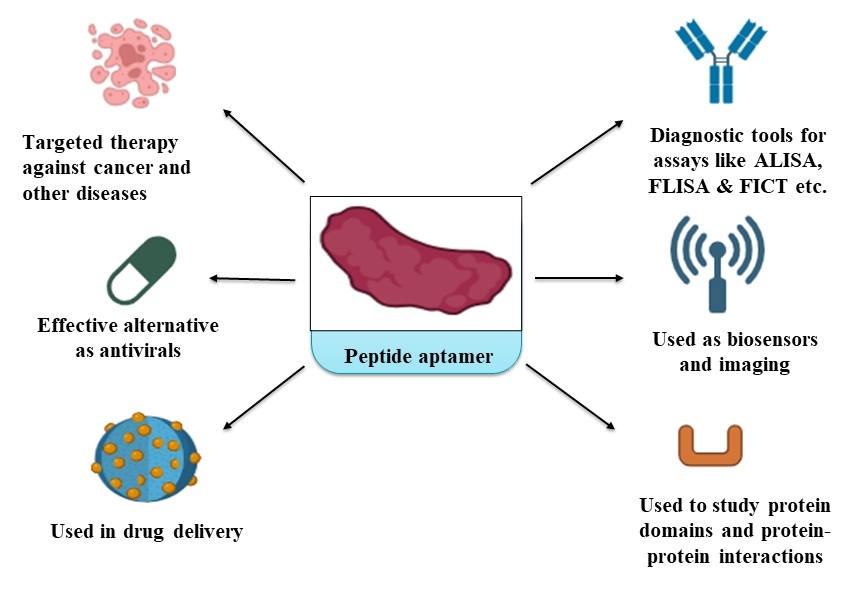 Targeted therapy
against cancer and
other diseases
Effective alternative
as antivirals
Used in drug delivery
Peptide aptamer
Diagnostic tools for
assays like ALISA,
FLISA & FICT etc.
Used as biosensors
and imaging
Used to study protein
domains and protein-
protein interactions